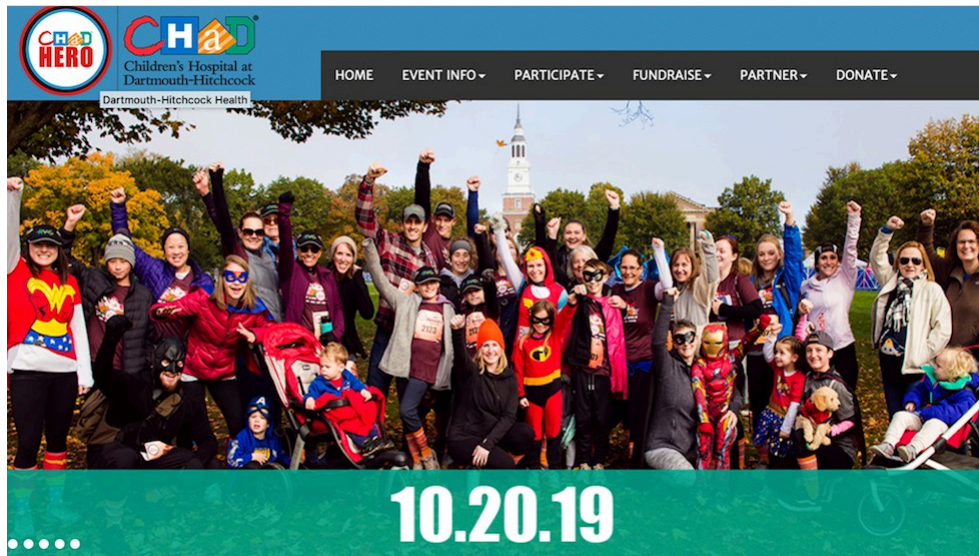 CHaD
HERO
CHaD
Children's Hospital at
Dartmouth-Hitchcock
Dartmouth-Hitchcock Health
HOME EVENT INFO PARTICIPATE FUNDRAISE PARTNER DONATE
2123
10.20.19